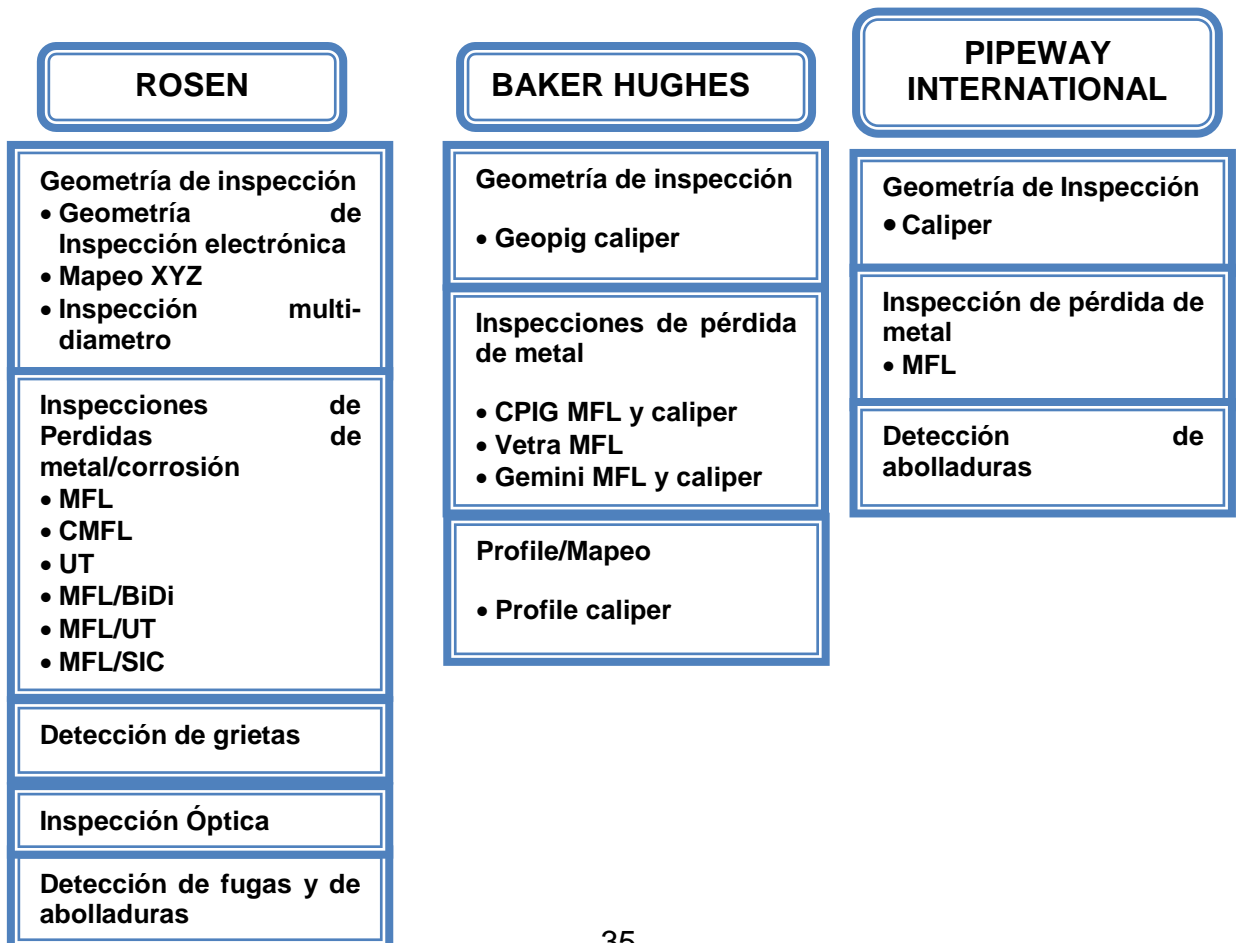 ROSEN
Geometría de inspección
• Geometría de
Inspección electrónica
• Mapeo XYZ
• Inspección multi-
diametro
Inspecciones de
Perdidas de
metal/corrosión
• MFL
• CMFL
• UT
• MFL/BiDi
• MFL/UT
• MFL/SIC
Detección de grietas
Inspección Óptica
Detección de fugas y de
abolladuras
BAKER HUGHES
Geometría de inspección
• Geopig caliper
Inspecciones de pérdida
de metal
• CPIG MFL y caliper
• Vetra MFL
• Gemini MFL y caliper
Profile/Mapeo
• Profile caliper
PIPEWAY
INTERNATIONAL
Geometría de Inspección
• Caliper
Inspección de pérdida de
metal
• MFL
Detección de
abolladuras
35